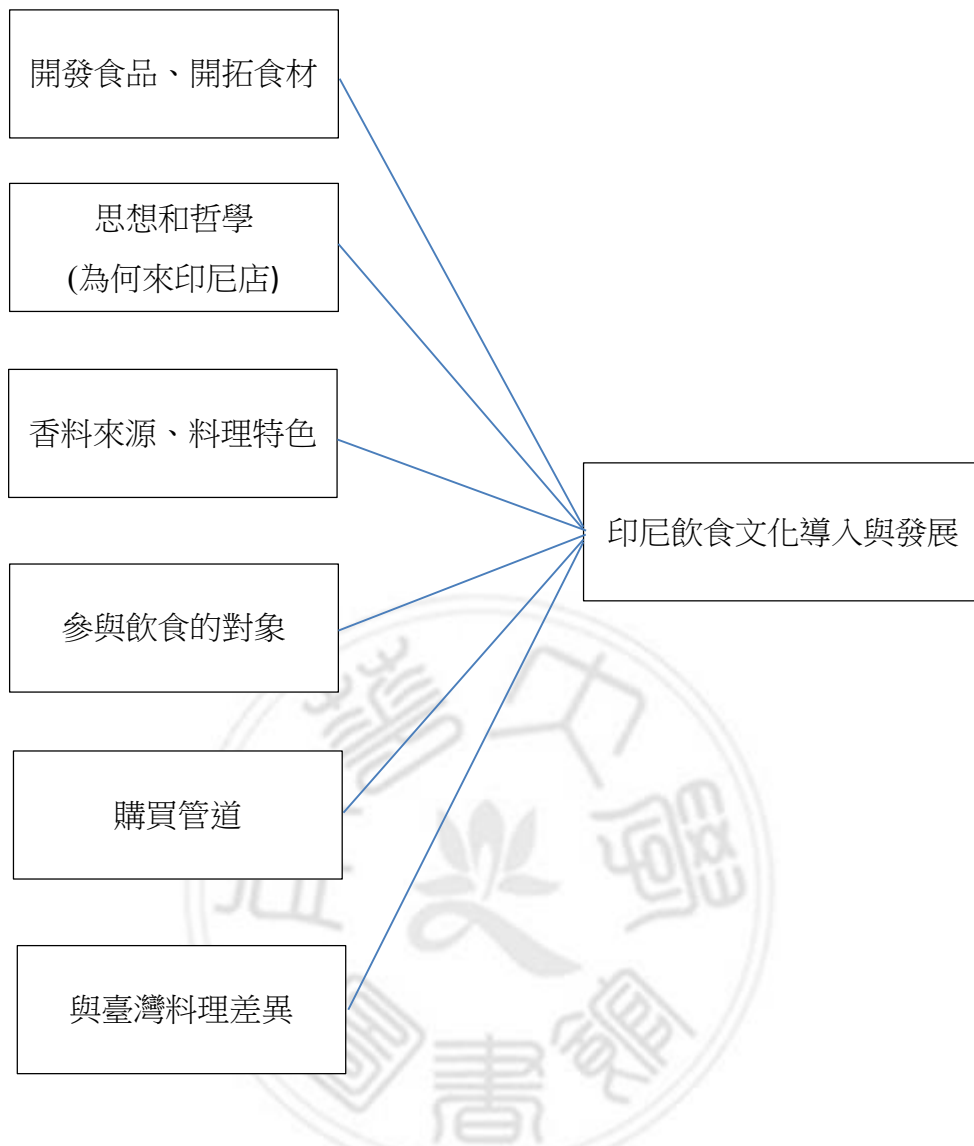 開發食品、開拓食材
思想和哲學
(為何來印尼店)
香料來源、料理特色
印尼飲食文化導入與發展
參與飲食的對象
購買管道
與臺灣料理差異